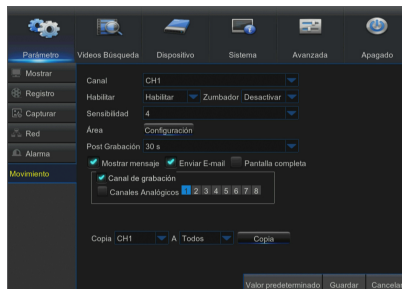 Parámetro Vídeos Búsqueda Dispositivo Sistema Avanzada Apagado
Mostrar
Registro
Capturar
Red
Alarma
Movimiento
Canal CH1
Habilitar Habilitar Zumbador Desactivar
Sensibilidad 4
Área Configuración
Post Grabación 30 s
Mostrar mensaje Enviar E-mail Pantalla completa
Canal de grabación
Canales Analógicos 1 2 3 4 5 6 7 8
Copia CH1 A Todos Copia
Valor predeterminado Guardar Cancelar